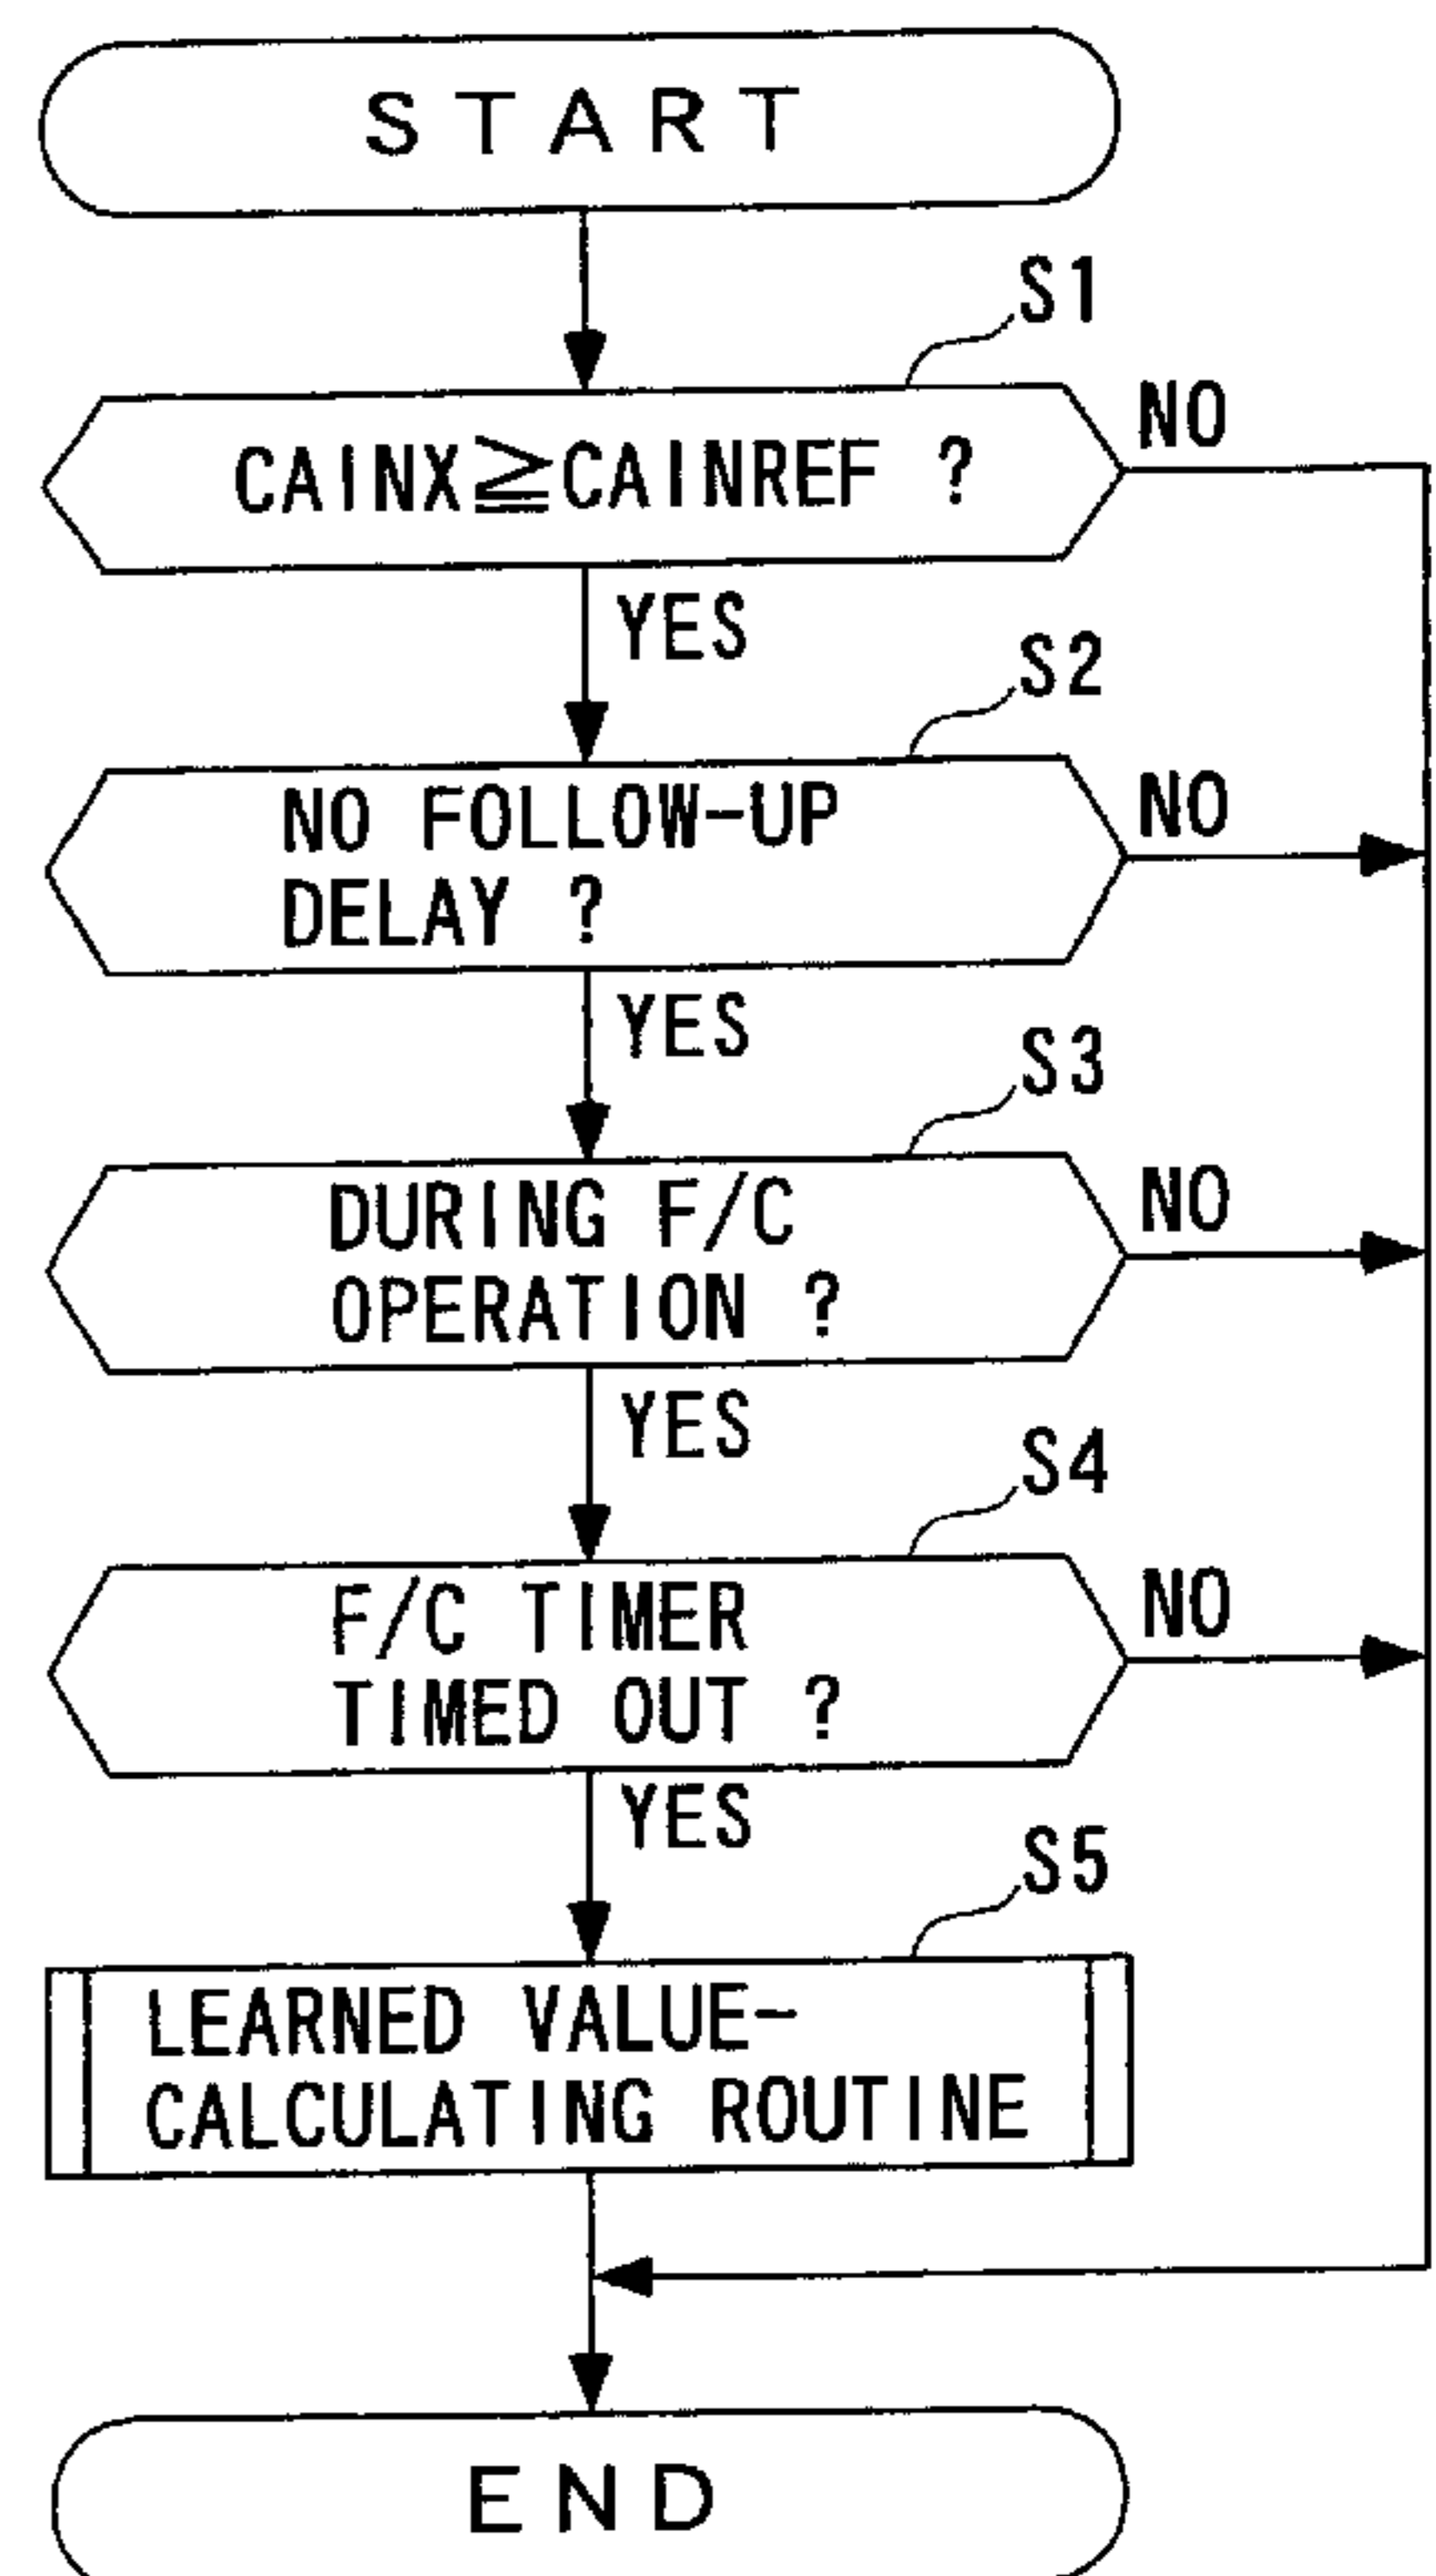 START
S1
CAINX≧CAINREF ?
NO
YES
S2
NO FOLLOW-UP
DELAY ?
NO
YES
S3
DURING F/C
OPERATION ?
NO
YES
S4
F/C TIMER
TIMED OUT ?
NO
YES
S5
LEARNED VALUE-
CALCULATING ROUTINE
END